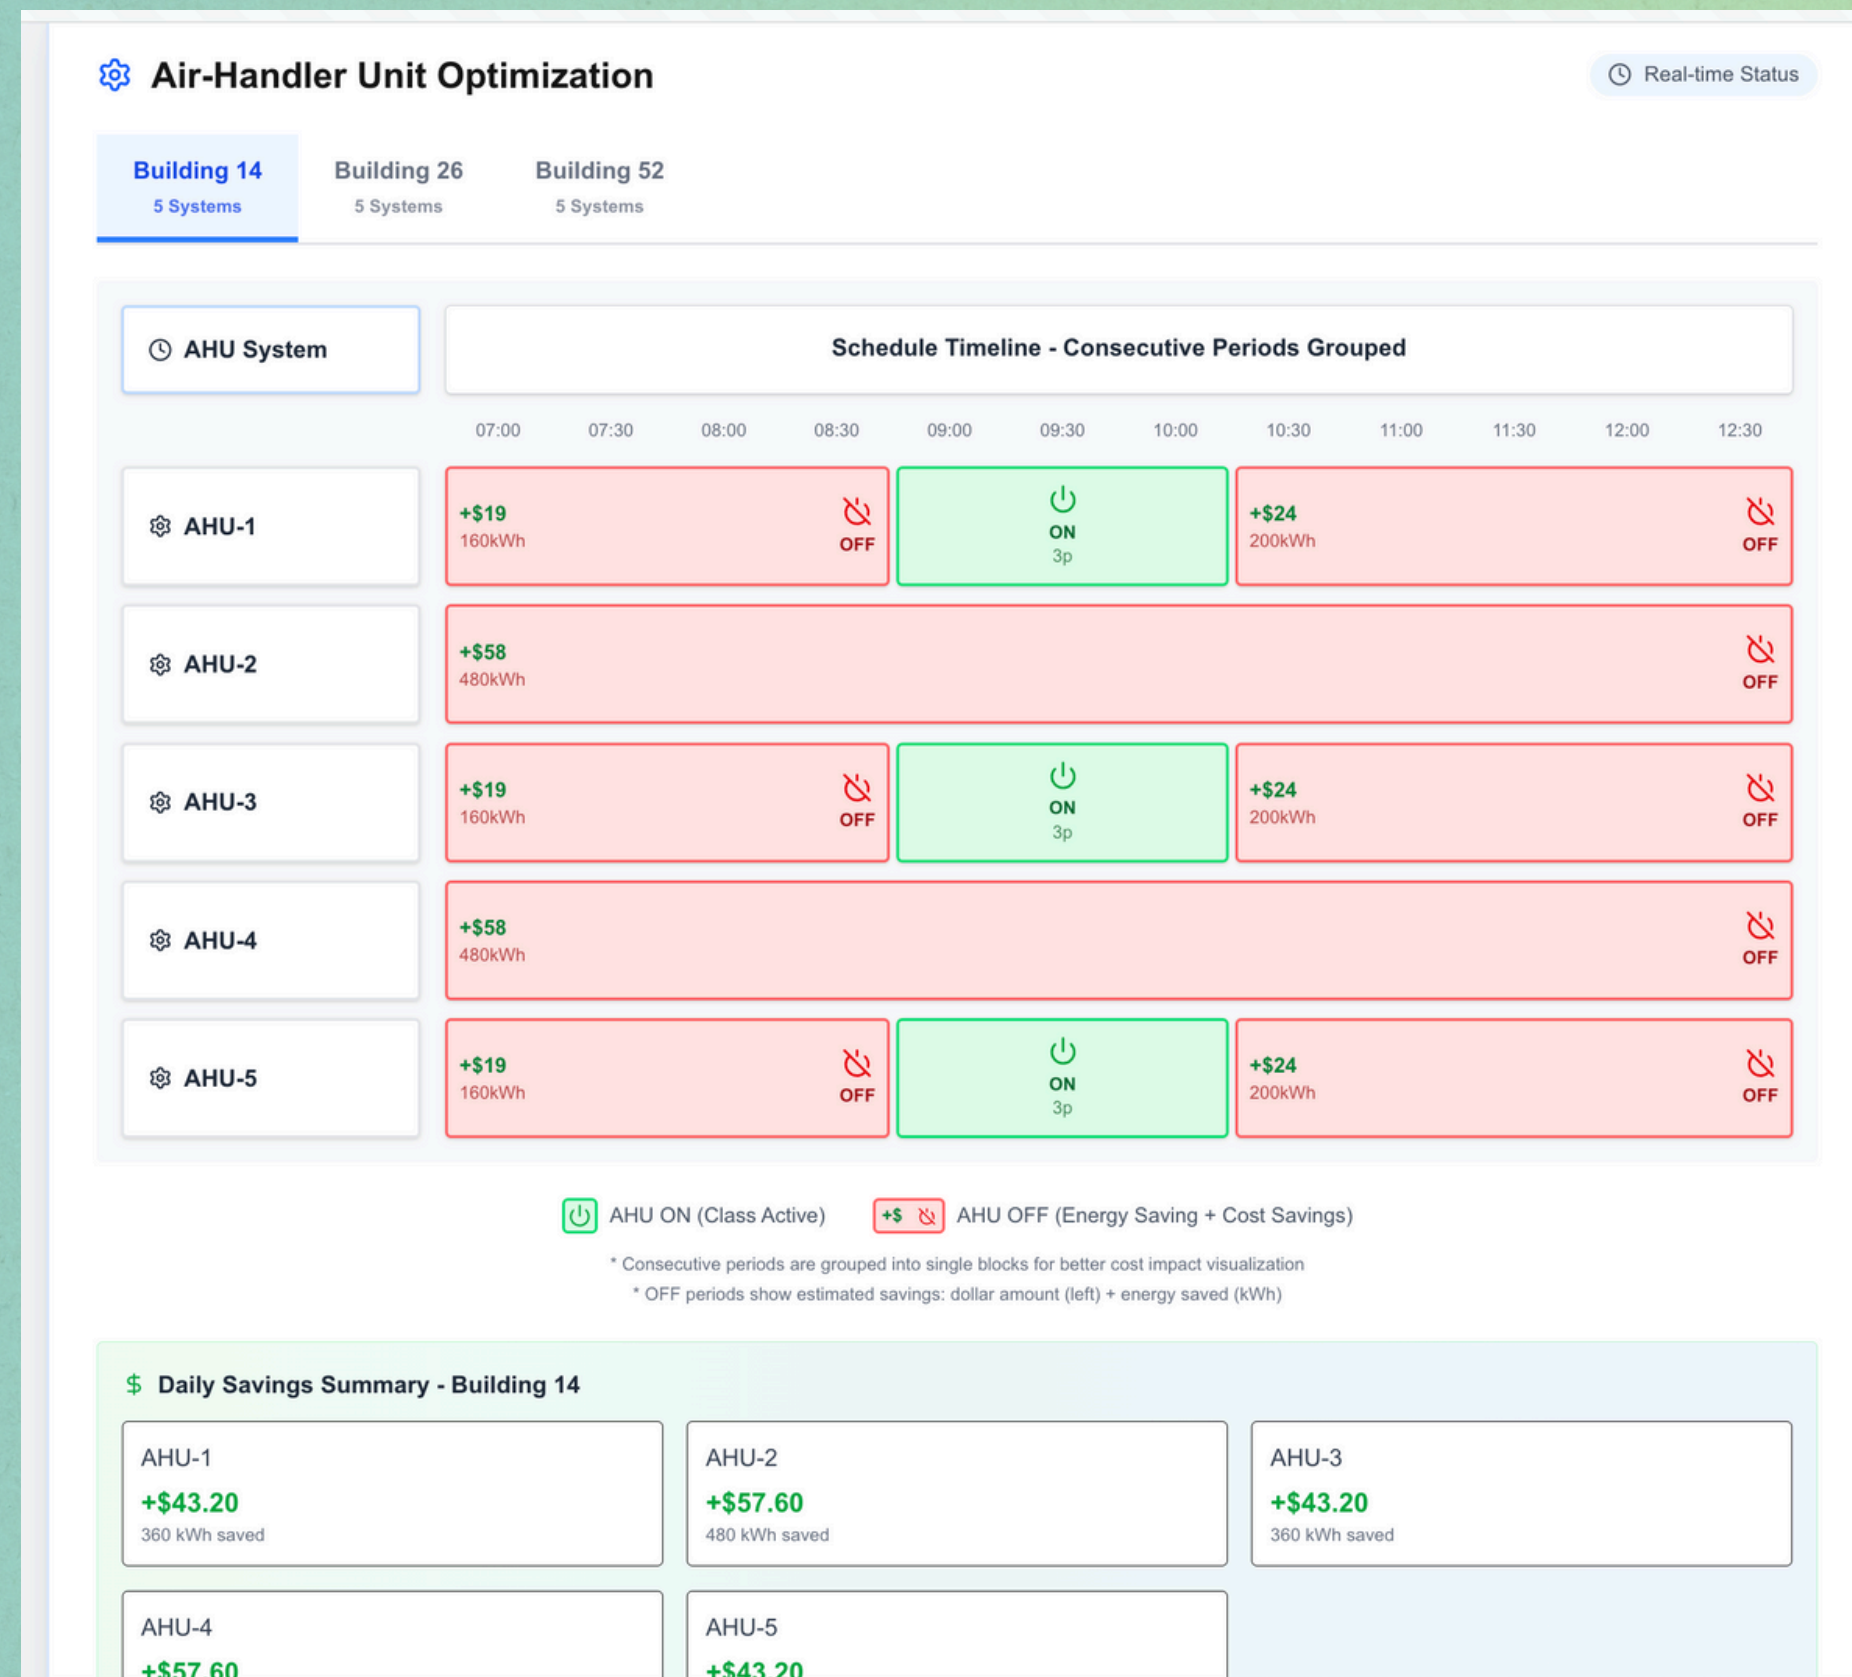 Air-Handler Unit Optimization
Real-time Status
Building 14
5 Systems
Building 26
5 Systems
Building 52
5 Systems
AHU System
Schedule Timeline - Consecutive Periods Grouped
07:00 07:30 08:00 08:30 09:00 09:30 10:00 10:30 11:00 11:30 12:00 12:30
AHU-1
+$19
160kWh
OFF
ON
3p
+$24
200kWh
OFF
AHU-2
+$58
480kWh
OFF
AHU-3
+$19
160kWh
OFF
ON
3p
+$24
200kWh
OFF
AHU-4
+$58
480kWh
OFF
AHU-5
+$19
160kWh
OFF
ON
3p
+$24
200kWh
OFF
AHU ON (Class Active)
+$ AHU OFF (Energy Saving + Cost Savings)
* Consecutive periods are grouped into single blocks for better cost impact visualization
* OFF periods show estimated savings: dollar amount (left) + energy saved (kWh)
$ Daily Savings Summary - Building 14
AHU-1
+$43.20
360 kWh saved
AHU-2
+$57.60
480 kWh saved
AHU-3
+$43.20
360 kWh saved
AHU-4
+$57.60
AHU-5
+$43.20